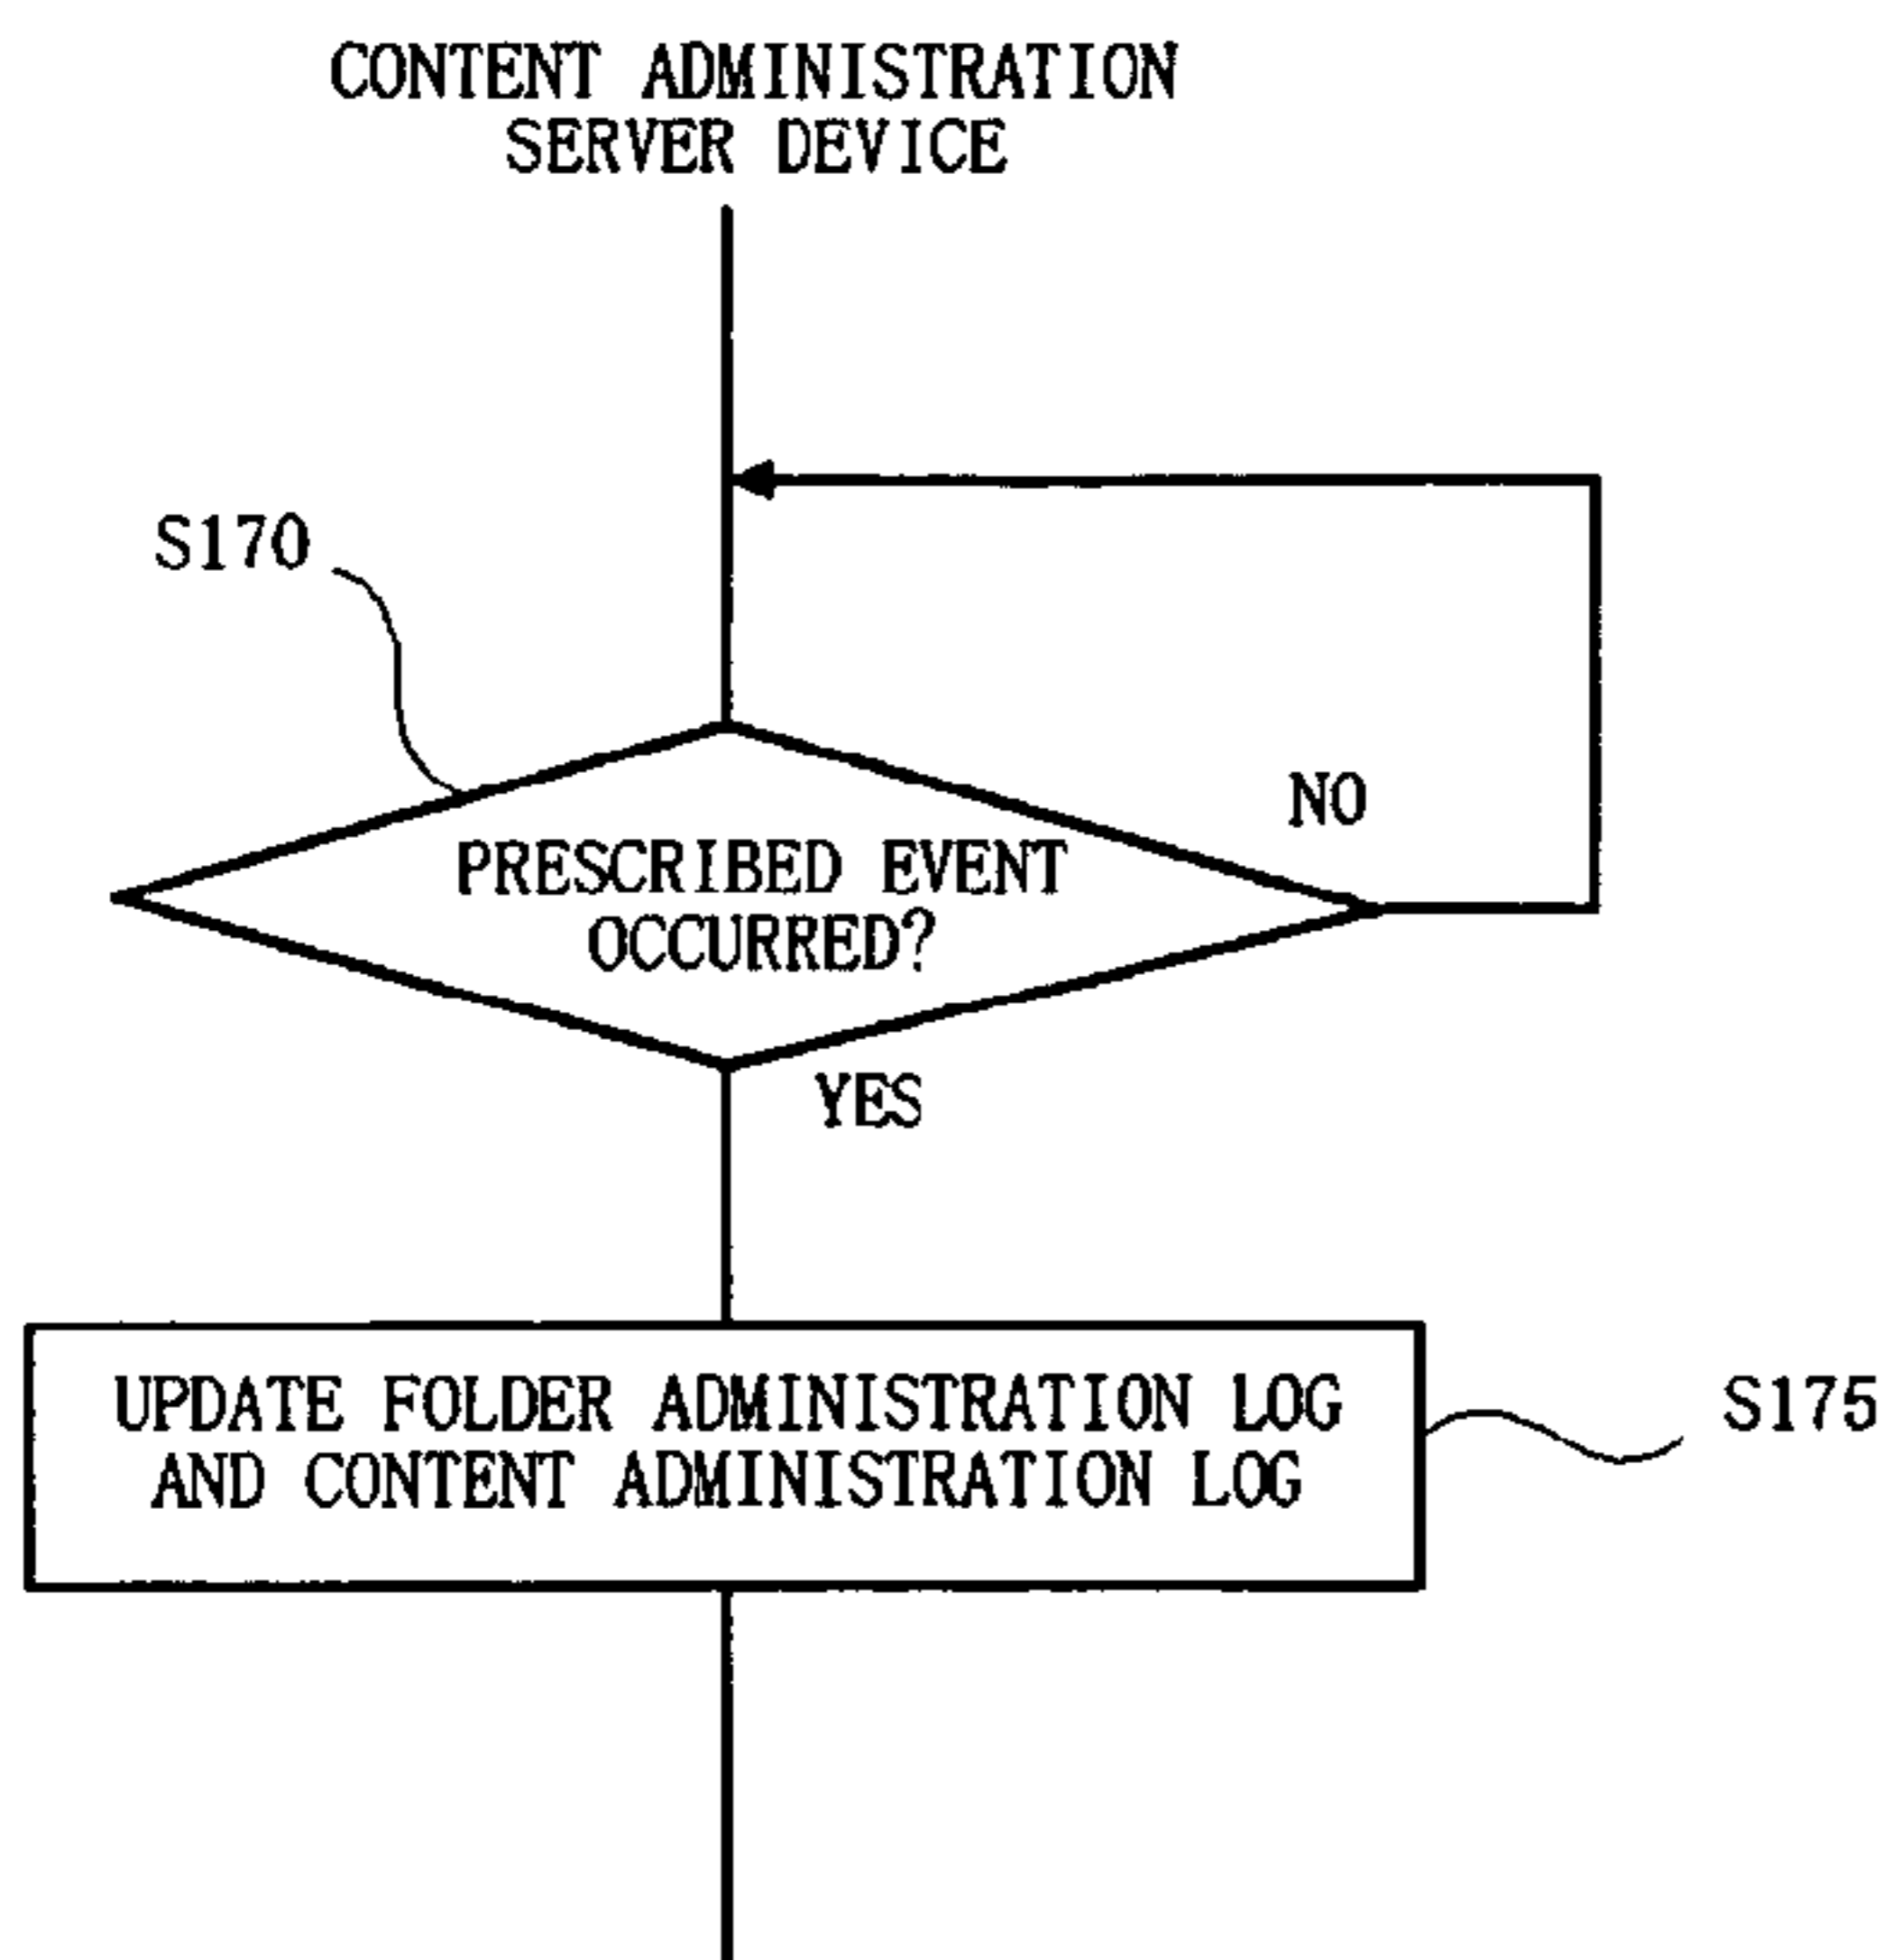 CONTENT ADMINISTRATION
SERVER DEVICE
S170
NO
PRESCRIBED EVENT
OCCURRED?
YES
UPDATE FOLDER ADMINISTRATION LOG
AND CONTENT ADMINISTRATION LOG
S175